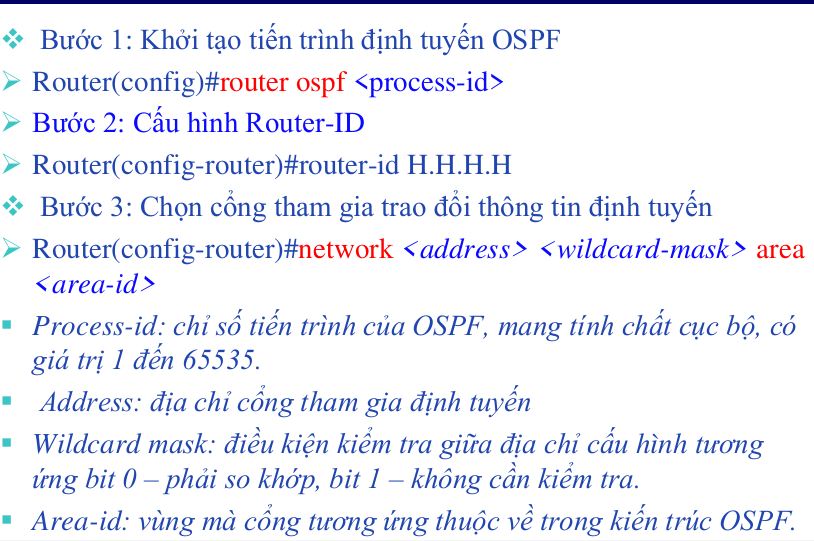 Bước 1: Khởi tạo tiến trình định tuyến OSPF
Router(config)#router ospf <process-id>
Bước 2: Cấu hình Router-ID
Router(config-router)#router-id H.H.H.H
Bước 3: Chọn cổng tham gia trao đổi thông tin định tuyến
Router(config-router)#network <address> <wildcard-mask> area
<area-id>
Process-id: chỉ số tiến trình của OSPF, mang tính chất cục bộ, có
giá trị 1 đến 65535.
Address: địa chỉ cổng tham gia định tuyến
Wildcard mask: điều kiện kiểm tra giữa địa chỉ cấu hình tương
ứng bit 0 – phải so khớp, bit 1 – không cần kiểm tra.
Area-id: vùng mà cổng tương ứng thuộc về trong kiến trúc OSPF.